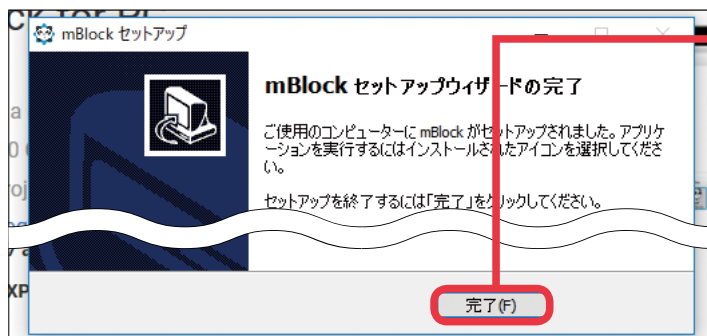 ck for PC
mBlock セットアップ
mBlock セットアップウィザードの完了
ご使用のコンピューターに mBlock がセットアップされました。アプリケ
ーションを実行するにはインストールされたアイコンを選択してくださ
い。
セットアップを終了するには「完了」をクリックしてください。
XP
完了(F)